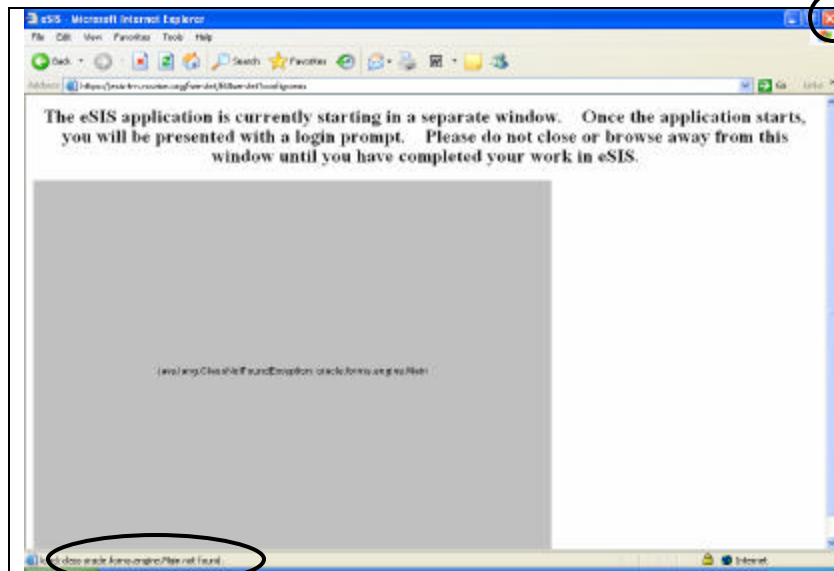 eSIS - Microsoft Internet Explorer
File Edit View Favorites Tools Help
Back Search Favorites
Address Go Links
The eSIS application is currently starting in a separate window. Once the application starts,
you will be presented with a login prompt. Please do not close or browse away from this
window until you have completed your work in eSIS.
(java.lang.ClassNotFoundException: oracle.forms.engine.Main)
class oracle.forms.engine.Main not found
Internet